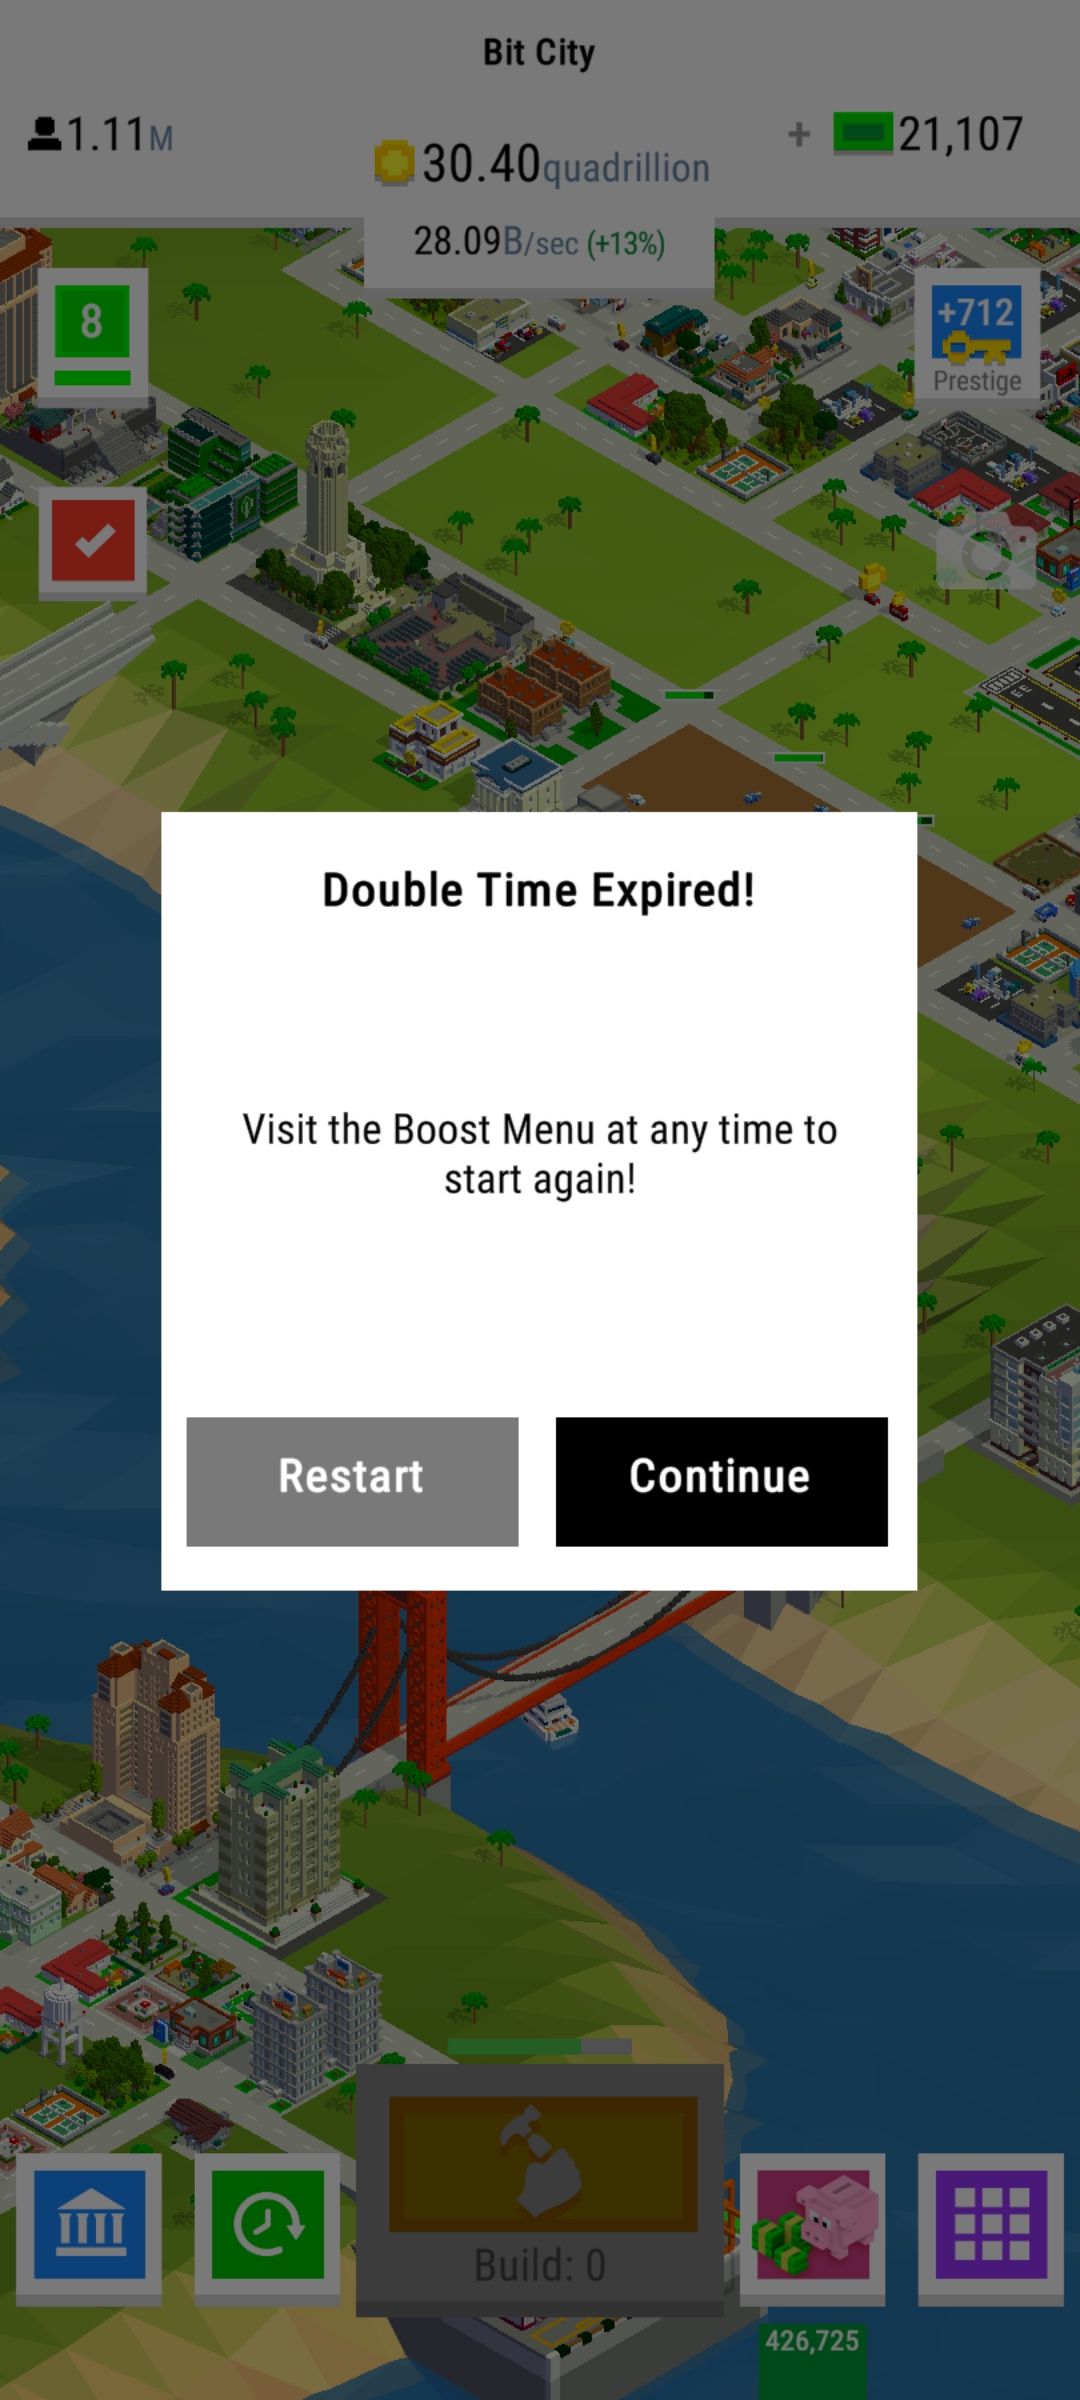 Bit City
1.11M
30.40quadrillion
+ 21,107
28.09B/sec (+13%)
8
+712
Prestige
Double Time Expired!
Visit the Boost Menu at any time to
start again!
Restart
Continue
Build: 0
426,725